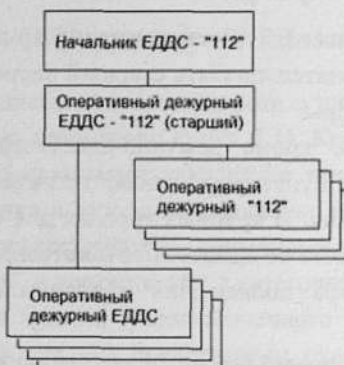 Начальник ЕДДС - "112"
Оперативный дежурный
ЕДДС - "112" (старший)
Оперативный
дежурный "112"
Оперативный
дежурный ЕДДС